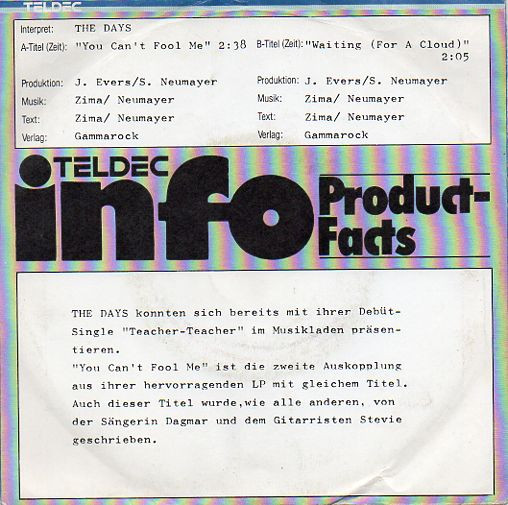 TELDEC
Interpret: THE DAYS
A-Titel (Zeit): "You Can't Fool Me" 2:38 B-Titel (Zeit): "Waiting (For A Cloud)"
2:05
Produktion: J. Evers/S. Neumayer Produktion: J. Evers/S. Neumayer
Musik: Zima/ Neumayer Musik: Zima/ Neumayer
Text: Zima/ Neumayer Text: Zima/ Neumayer
Verlag: Gammarock Verlag: Gammarock
TELDEC
info Product-
Facts
THE DAYS konnten sich bereits mit ihrer Debüt-
Single "Teacher-Teacher" im Musikladen präsen-
tieren.
"You Can't Fool Me" ist die zweite Auskopplung
aus ihrer hervorragenden LP mit gleichem Titel.
Auch dieser Titel wurde,wie alle anderen, von
der Sängerin Dagmar und dem Gitarristen Stevie
geschrieben.